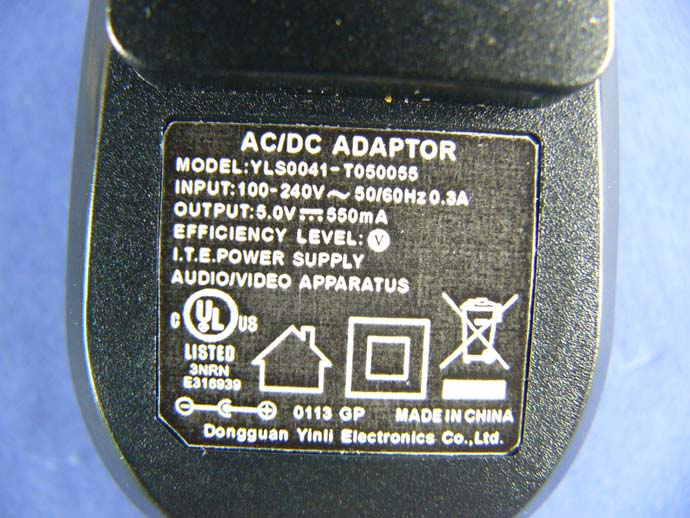 AC/DC ADAPTOR
MODEL:YLS0041-T050055
INPUT:100-240V~50/60Hz 0.3A
OUTPUT:5.0V⎓550mA
EFFICIENCY LEVEL:Ⓥ
I.T.E.POWER SUPPLY
AUDIO/VIDEO APPARATUS
C UL US
LISTED
3NRN
E316939
0113 GP MADE IN CHINA
Dongguan Yinli Electronics Co.,Ltd.